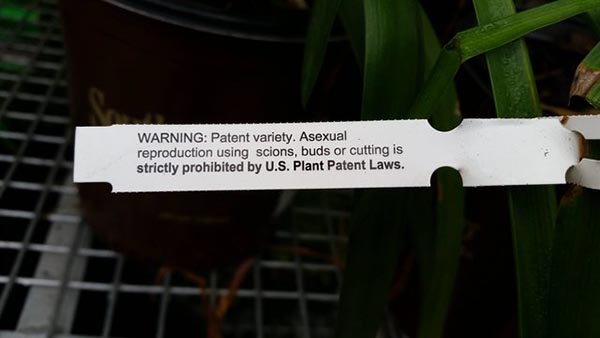 WARNING: Patent variety. Asexual
reproduction using scions, buds or cutting is
strictly prohibited by U.S. Plant Patent Laws.